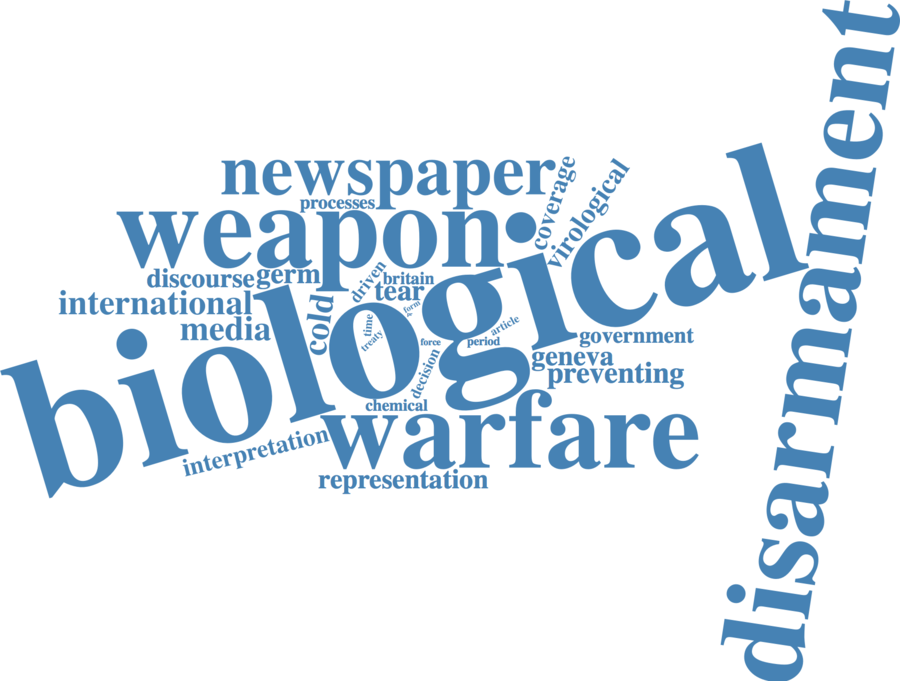 disarmament
newspaper
coverage
virological
processes
weapon
biological
discourse
germ
driven
britain
tear
international
cold
form
media
time
treaty
article
force
period
government
geneva
decision
preventing
chemical
warfare
interpretation
representation